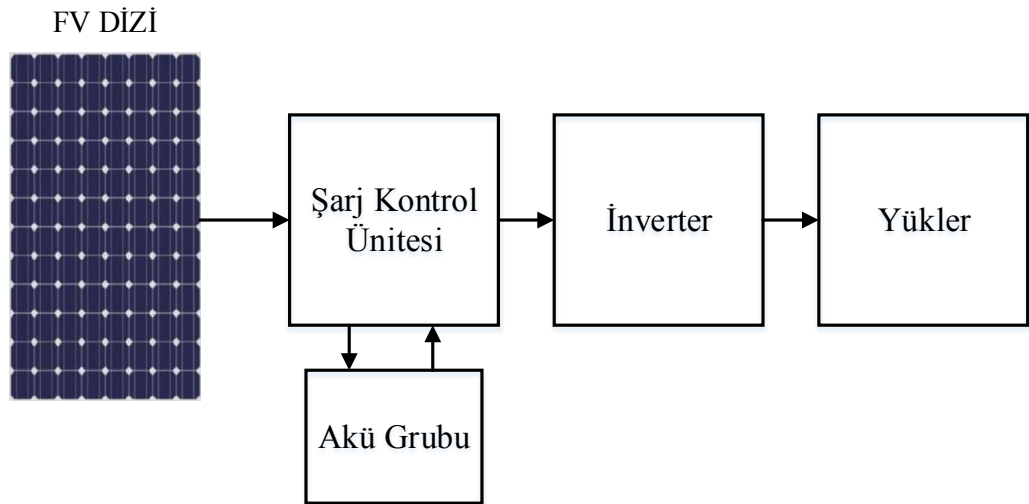 FV DİZİ
Şarj Kontrol
Ünitesi
İnverter
Yükler
Akü Grubu